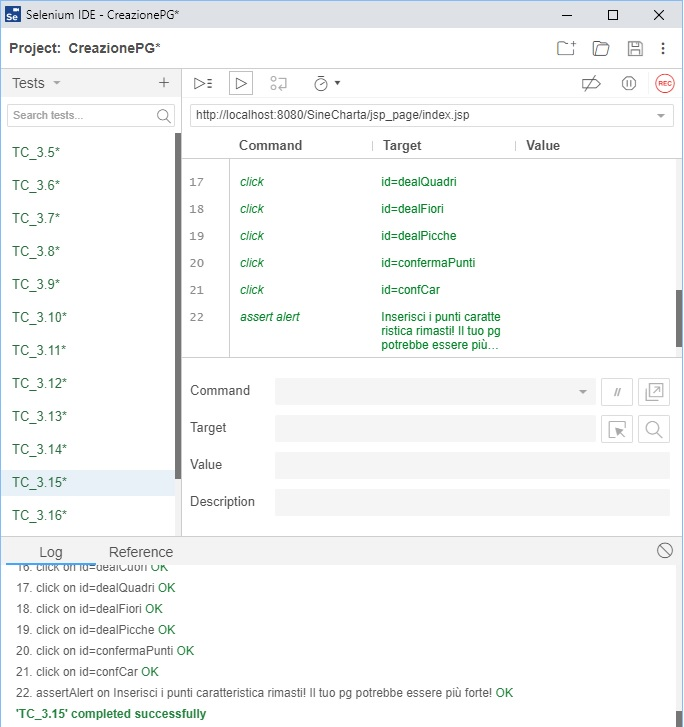 Se Selenium IDE - CreazionePG*
Project: CreazionePG*
Tests
Search tests...
TC_3.5*
TC_3.6*
TC_3.7*
TC_3.8*
TC_3.9*
TC_3.10*
TC_3.11*
TC_3.12*
TC_3.13*
TC_3.14*
TC_3.15*
TC_3.16*
REC
http://localhost:8080/SineCharta/jsp_page/index.jsp
Command Target Value
17 click id=dealQuadri
18 click id=dealFiori
19 click id=dealPicche
20 click id=confermaPunti
21 click id=confCar
22 assert alert Inserisci i punti caratte
ristica rimasti! Il tuo pg
potrebbe essere più...
Command //
Target
Value
Description
Log Reference
16. click on id=dealCuori OK
17. click on id=dealQuadri OK
18. click on id=dealFiori OK
19. click on id=dealPicche OK
20. click on id=confermaPunti OK
21. click on id=confCar OK
22. assertAlert on Inserisci i punti caratteristica rimasti! Il tuo pg potrebbe essere più forte! OK
'TC_3.15' completed successfully